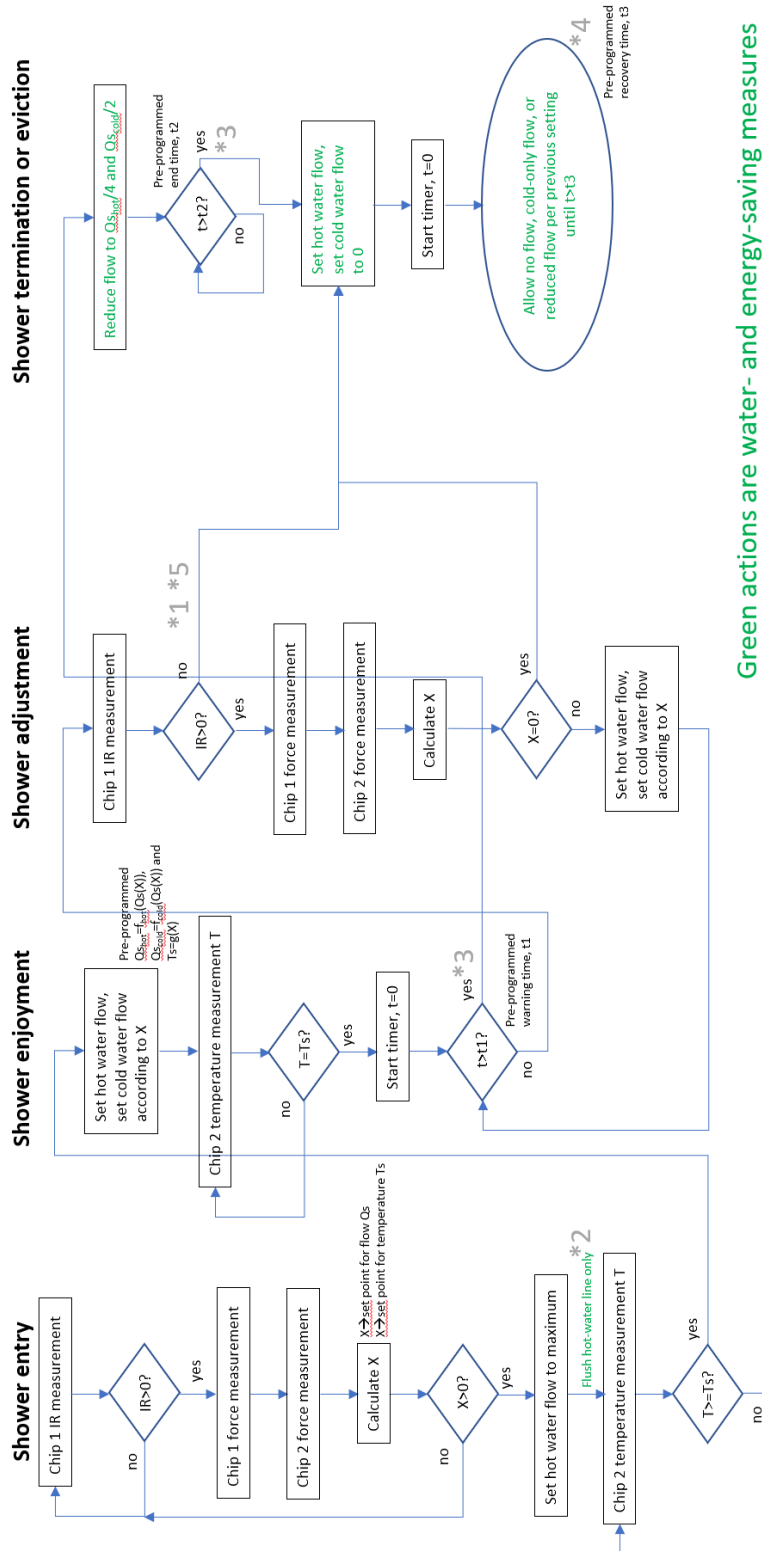 Shower entry
Chip 1 IR measurement
IR>0?
no
yes
Chip 1 force measurement
Chip 2 force measurement
Calculate X
X→set point for flow Qs
X→set point for temperature Ts
X>0?
no
yes
Set hot water flow to maximum
Flush hot-water line only
*2
Chip 2 temperature measurement T
T>=Ts?
yes
no
Shower enjoyment
Set hot water flow,
set cold water flow
according to X
Pre-programmed
Qshot=fhot(Qs(X)),
Qscold=fcold(Qs(X)) and
Ts=g(X)
Chip 2 temperature measurement T
T=Ts?
no
yes
Start timer, t=0
t>t1?
yes
*3
no
Pre-programmed
warning time, t1
Shower adjustment
Chip 1 IR measurement
IR>0?
no
*1 *5
yes
Chip 1 force measurement
Chip 2 force measurement
Calculate X
X=0?
yes
no
Set hot water flow,
set cold water flow
according to X
Shower termination or eviction
Reduce flow to Qshot/4 and Qscold/2
Pre-programmed
end time, t2
t>t2?
yes
*3
no
Set hot water flow,
set cold water flow
to 0
Start timer, t=0
Allow no flow, cold-only flow, or
reduced flow per previous setting
until t>t3
*4
Pre-programmed
recovery time, t3
Green actions are water- and energy-saving measures